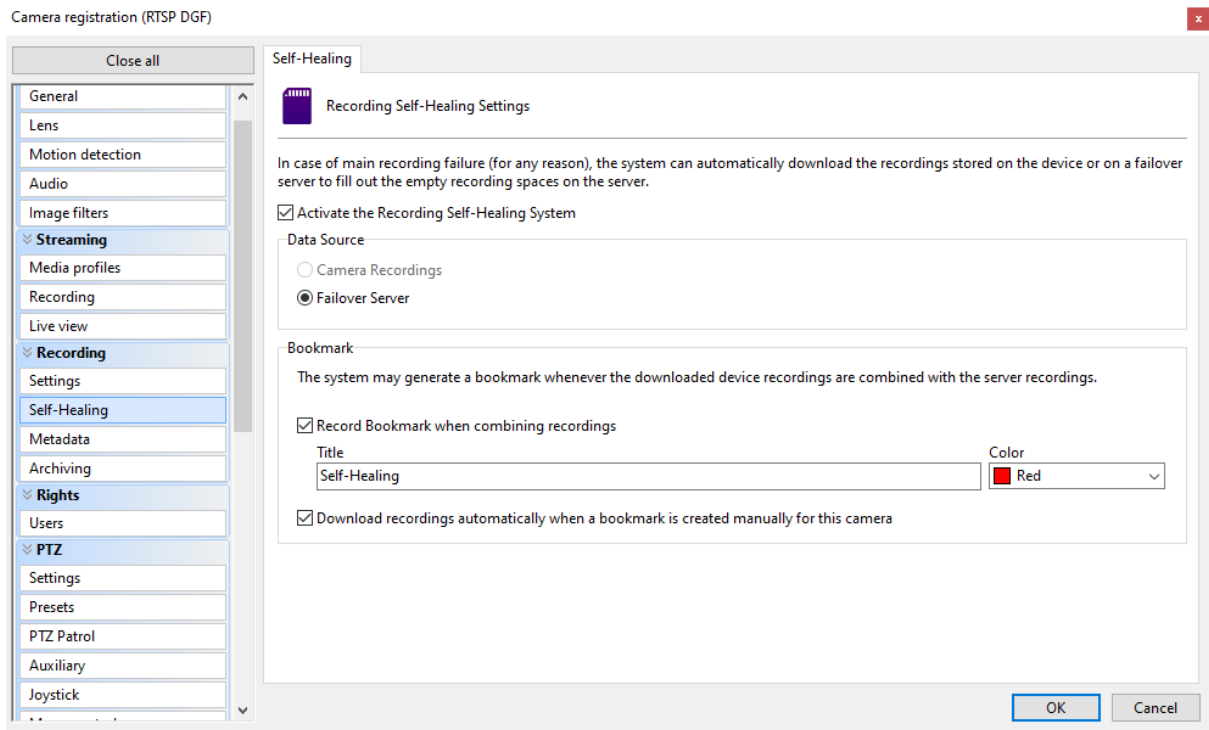 Camera registration (RTSP DGF)
x
Close all
General
Lens
Motion detection
Audio
Image filters
Streaming
Media profiles
Recording
Live view
Recording
Settings
Self-Healing
Metadata
Archiving
Rights
Users
PTZ
Settings
Presets
PTZ Patrol
Auxiliary
Joystick
Self-Healing
Recording Self-Healing Settings
In case of main recording failure (for any reason), the system can automatically download the recordings stored on the device or on a failover
server to fill out the empty recording spaces on the server.
Activate the Recording Self-Healing System
Data Source
Camera Recordings
Failover Server
Bookmark
The system may generate a bookmark whenever the downloaded device recordings are combined with the server recordings.
Record Bookmark when combining recordings
Title
Color
Self-Healing
Red
Download recordings automatically when a bookmark is created manually for this camera
OK
Cancel